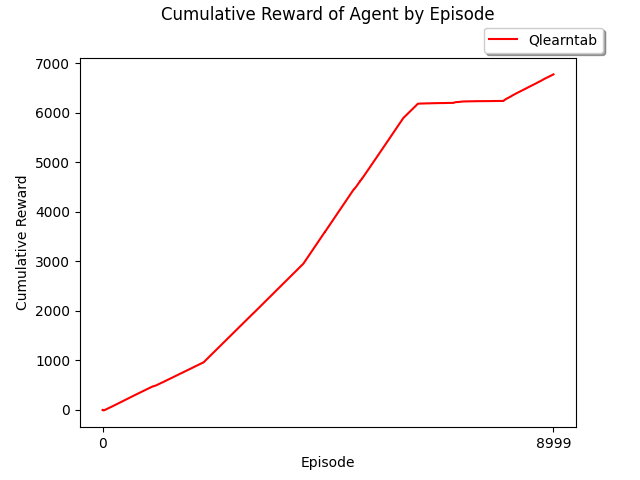 Cumulative Reward of Agent by Episode
Qlearntab
7000
6000
5000
4000
3000
2000
1000
0
Cumulative Reward
0 8999
Episode